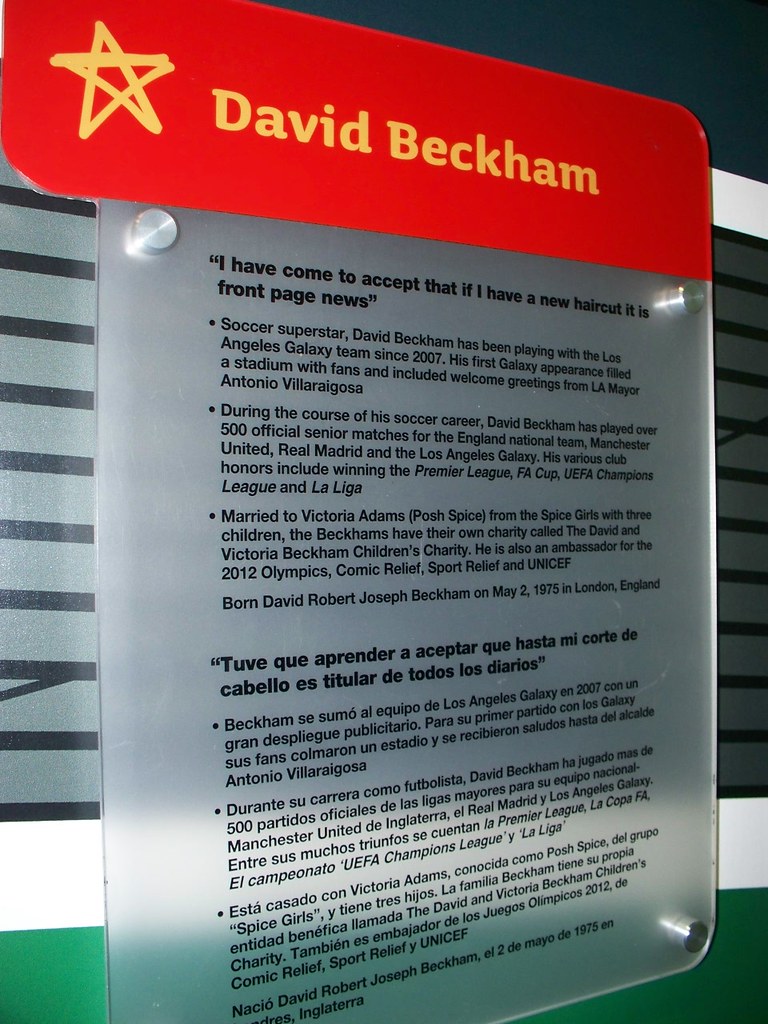 David Beckham
“I have come to accept that if I have a new haircut it is
front page news”
• Soccer superstar, David Beckham has been playing with the Los
Angeles Galaxy team since 2007. His first Galaxy appearance filled
a stadium with fans and included welcome greetings from LA Mayor
Antonio Villaraigosa
• During the course of his soccer career, David Beckham has played over
500 official senior matches for the England national team, Manchester
United, Real Madrid and the Los Angeles Galaxy. His various club
honors include winning the Premier League, FA Cup, UEFA Champions
League and La Liga
• Married to Victoria Adams (Posh Spice) from the Spice Girls with three
children, the Beckhams have their own charity called The David and
Victoria Beckham Children’s Charity. He is also an ambassador for the
2012 Olympics, Comic Relief, Sport Relief and UNICEF
Born David Robert Joseph Beckham on May 2, 1975 in London, England
“Tuve que aprender a aceptar que hasta mi corte de
cabello es titular de todos los diarios”
• Beckham se sumó al equipo de Los Angeles Galaxy en 2007 con un
gran despliegue publicitario. Para su primer partido con los Galaxy
sus fans colmaron un estadio y se recibieron saludos hasta del alcalde
Antonio Villaraigosa
• Durante su carrera como futbolista, David Beckham ha jugado mas de
500 partidos oficiales de las ligas mayores para su equipo nacional-
Manchester United de Inglaterra, el Real Madrid y Los Angeles Galaxy.
Entre sus muchos triunfos se cuentan la Premier League, La Copa FA,
El campeonato ‘UEFA Champions League’ y ‘La Liga’
• Está casado con Victoria Adams, conocida como Posh Spice, del grupo
“Spice Girls”, y tiene tres hijos. La familia Beckham tiene su propia
entidad benéfica llamada The David and Victoria Beckham Children’s
Charity. También es embajador de los Juegos Olímpicos 2012, de
Comic Relief, Sport Relief y UNICEF
Nació David Robert Joseph Beckham, el 2 de mayo de 1975 en
Inglaterra